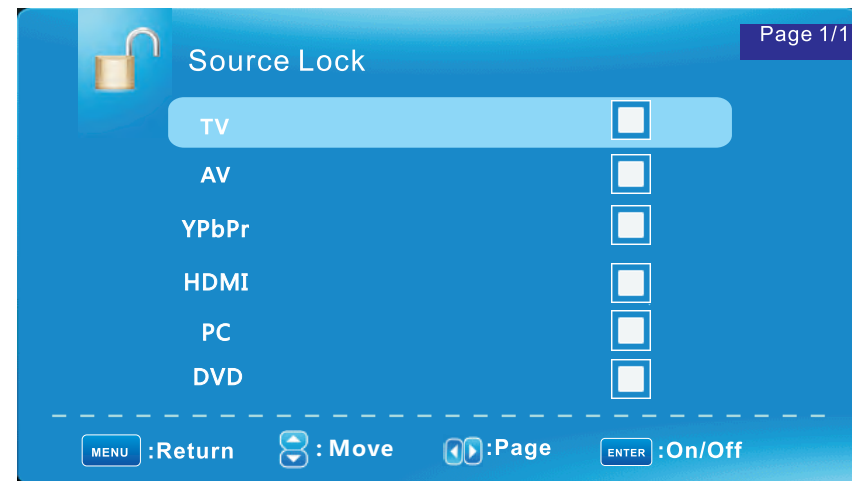 Page 1/1
Source Lock
TV
AV
YPbPr
HDMI
PC
DVD
MENU :Return : Move :Page ENTER :On/Off